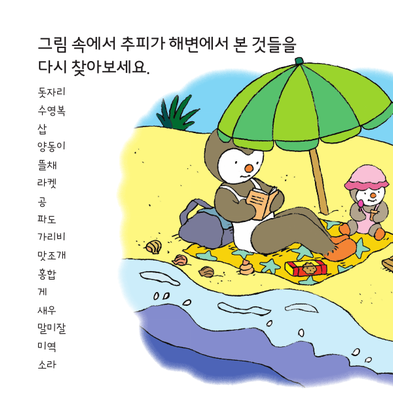 그림 속에서 추피가 해변에서 본 것들을
다시 찾아보세요.
돗자리
수영복
삽
양동이
뜰채
라켓
공
파도
가리비
맛조개
홍합
게
새우
말미잘
미역
소라